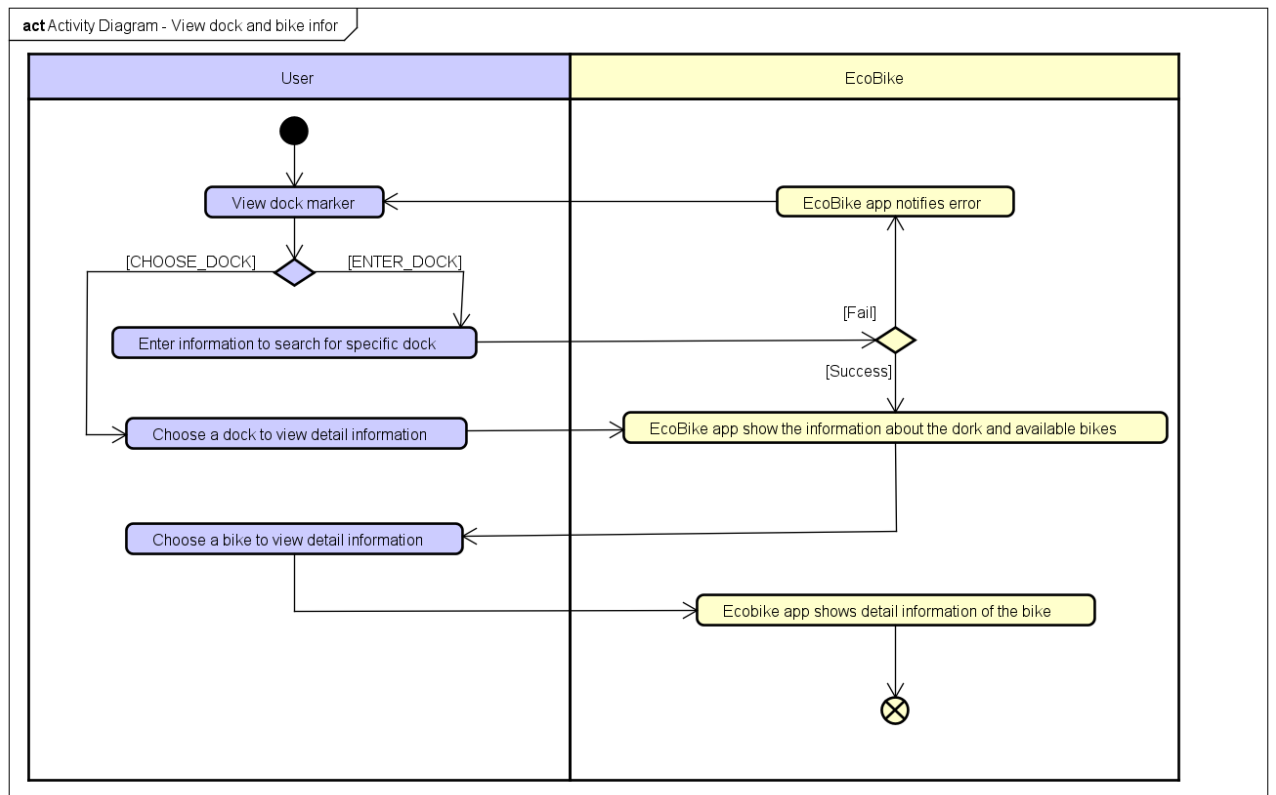 act Activity Diagram - View dock and bike infor
User
EcoBike
View dock marker
EcoBike app notifies error
[CHOOSE_DOCK]
[ENTER_DOCK]
[Fail]
Enter information to search for specific dock
[Success]
Choose a dock to view detail information
EcoBike app show the information about the dork and available bikes
Choose a bike to view detail information
Ecobike app shows detail information of the bike